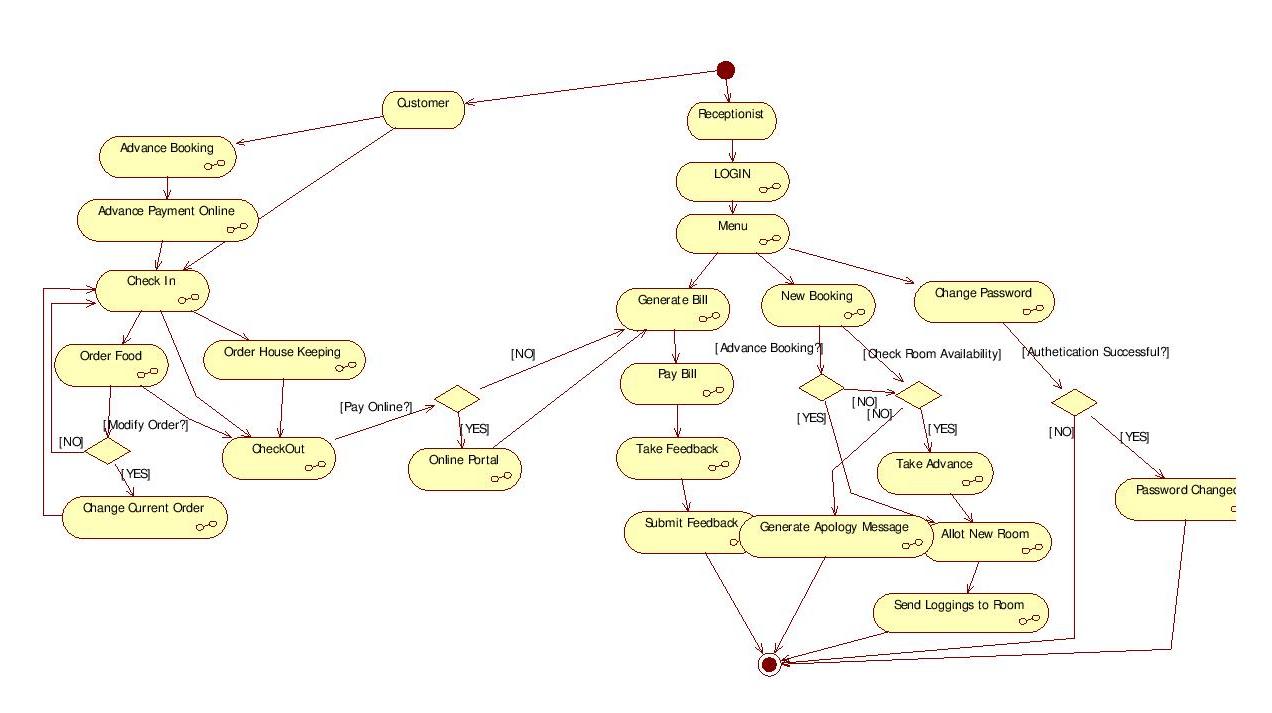 Customer
Receptionist
Advance Booking
LOGIN
Advance Payment Online
Menu
Check In
Generate Bill
New Booking
Change Password
Order Food
Order House Keeping
[NO]
[Advance Booking?]
[Check Room Availability]
[Authetication Successful?]
Pay Bill
[Pay Online?]
[NO]
[NO]
[YES]
[Modify Order?]
[YES]
[YES]
[NO]
[YES]
[NO]
CheckOut
Online Portal
Take Feedback
Take Advance
[YES]
Password Changed
Change Current Order
Submit Feedback
Generate Apology Message
Allot New Room
Send Loggings to Room